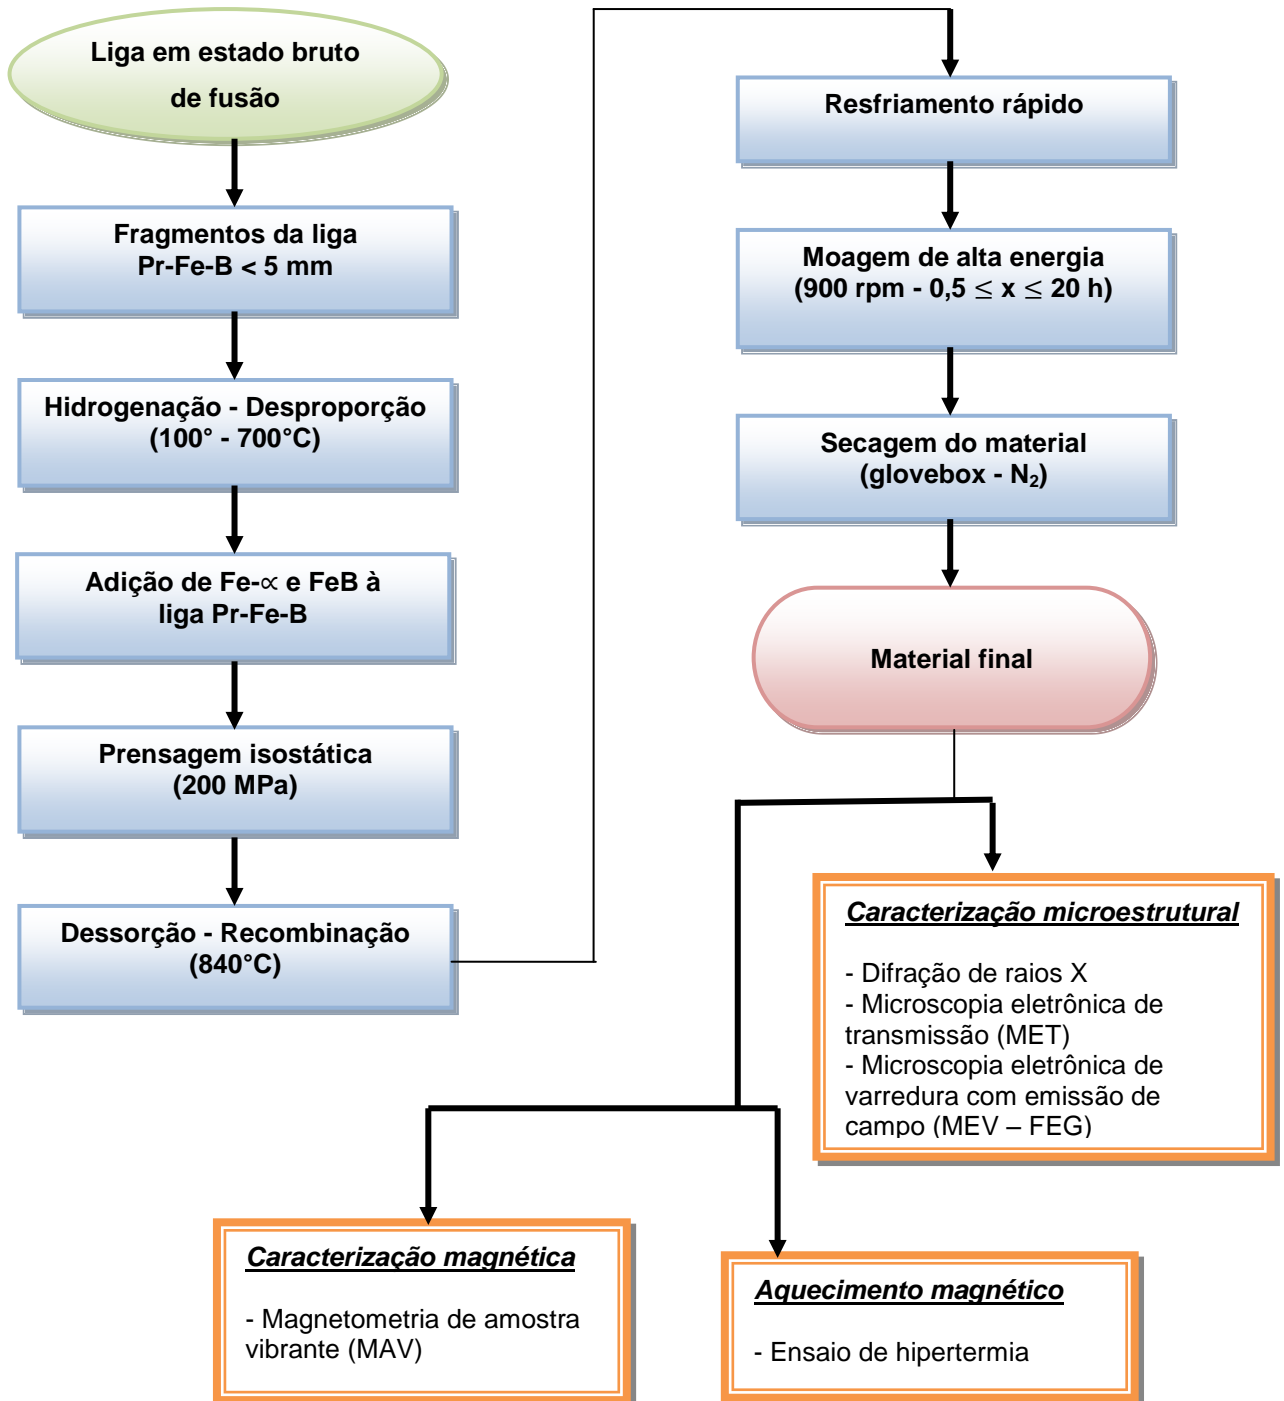 Liga em estado bruto
de fusão
Fragmentos da liga
Pr-Fe-B < 5 mm
Hidrogenação - Desproporção
(100° - 700°C)
Adição de Fe-∝ e FeB à
liga Pr-Fe-B
Prensagem isostática
(200 MPa)
Dessorção - Recombinação
(840°C)
Resfriamento rápido
Moagem de alta energia
(900 rpm - 0,5 ≤ x ≤ 20 h)
Secagem do material
(glovebox - N₂)
Material final
Caracterização microestrutural
- Difração de raios X
- Microscopia eletrônica de
transmissão (MET)
- Microscopia eletrônica de
varredura com emissão de
campo (MEV – FEG)
Caracterização magnética
- Magnetometria de amostra
vibrante (MAV)
Aquecimento magnético
- Ensaio de hipertermia